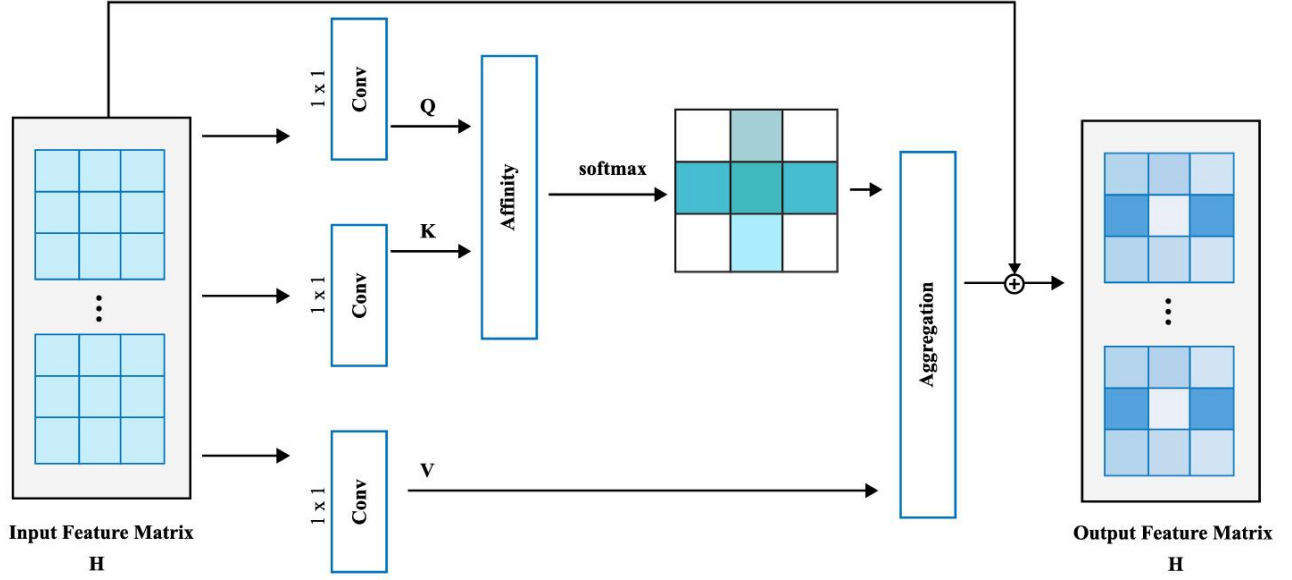 1 x 1
Conv
Q
1 x 1
Conv
K
Affinity
softmax
1 x 1
Conv
V
Aggregation
Input Feature Matrix
H
Output Feature Matrix
H